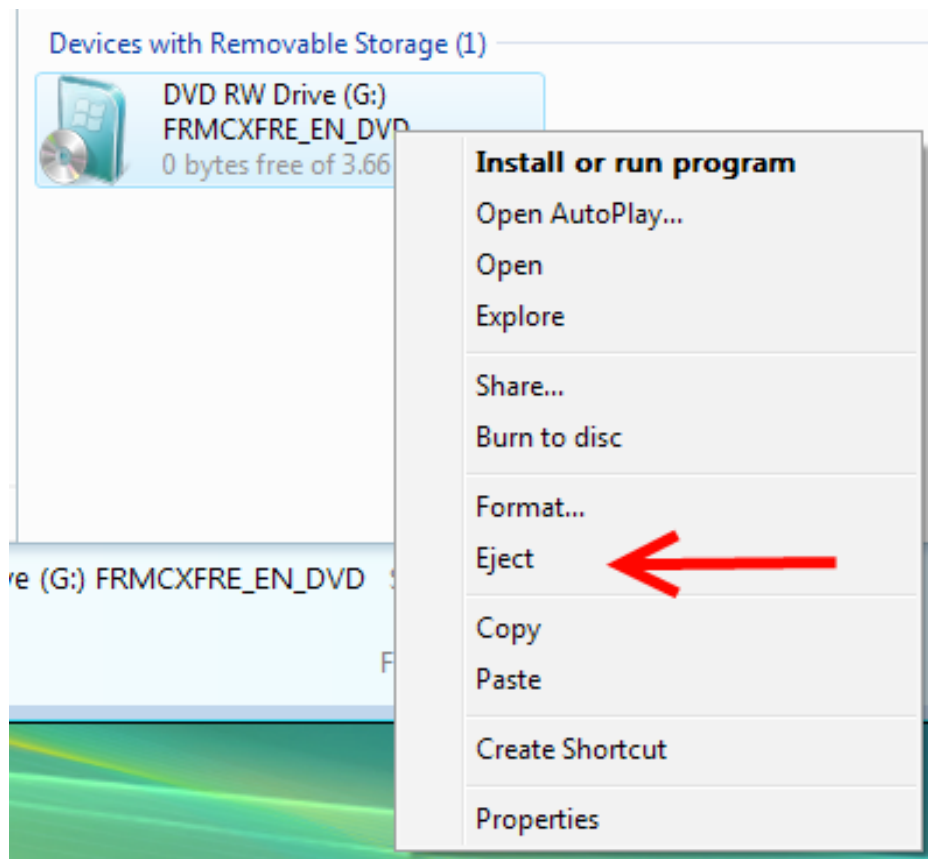 Devices with Removable Storage (1)
DVD RW Drive (G:)
FRMCXFRE_EN_DVD
0 bytes free of 3.66
Install or run program
Open AutoPlay...
Open
Explore
Share...
Burn to disc
Format...
Eject
Copy
Paste
Create Shortcut
Properties
(G:) FRMCXFRE_EN_DVD